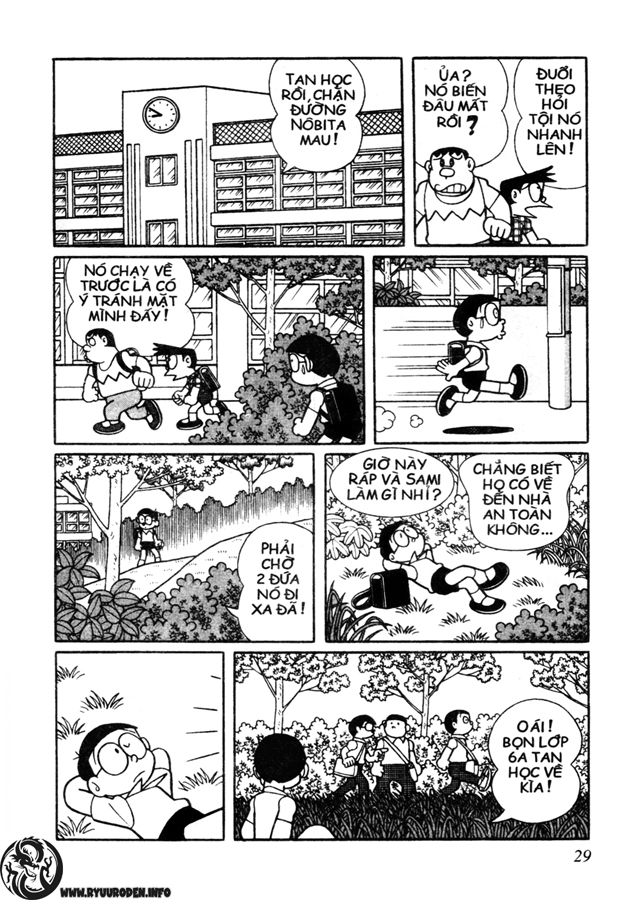 TAN HỌC
RỒI, CHẶN
ĐƯỜNG
NÔBITA
MAU!
ỦA?
NÓ BIẾN
ĐÂU MẤT
RỒI?
ĐUỔI
THEO
HỎI
TỘI NÓ
NHANH
LÊN!
NÓ CHẠY VỀ
TRƯỚC LÀ CÓ
Ý TRÁNH MẶT
MÌNH ĐẤY!
PHẢI
CHỜ
2 ĐỨA
NÓ ĐI
XA ĐÃ!
GIỜ NÀY
RÁP VÀ SAMI
LÀM GÌ NHỈ?
CHẲNG BIẾT
HỌ CÓ VỀ
ĐẾN NHÀ
AN TOÀN
KHÔNG...
OÁI!
BỌN LỚP
6A TAN
HỌC VỀ
KÌA!
29
WWW.RYUURODEN.INFO